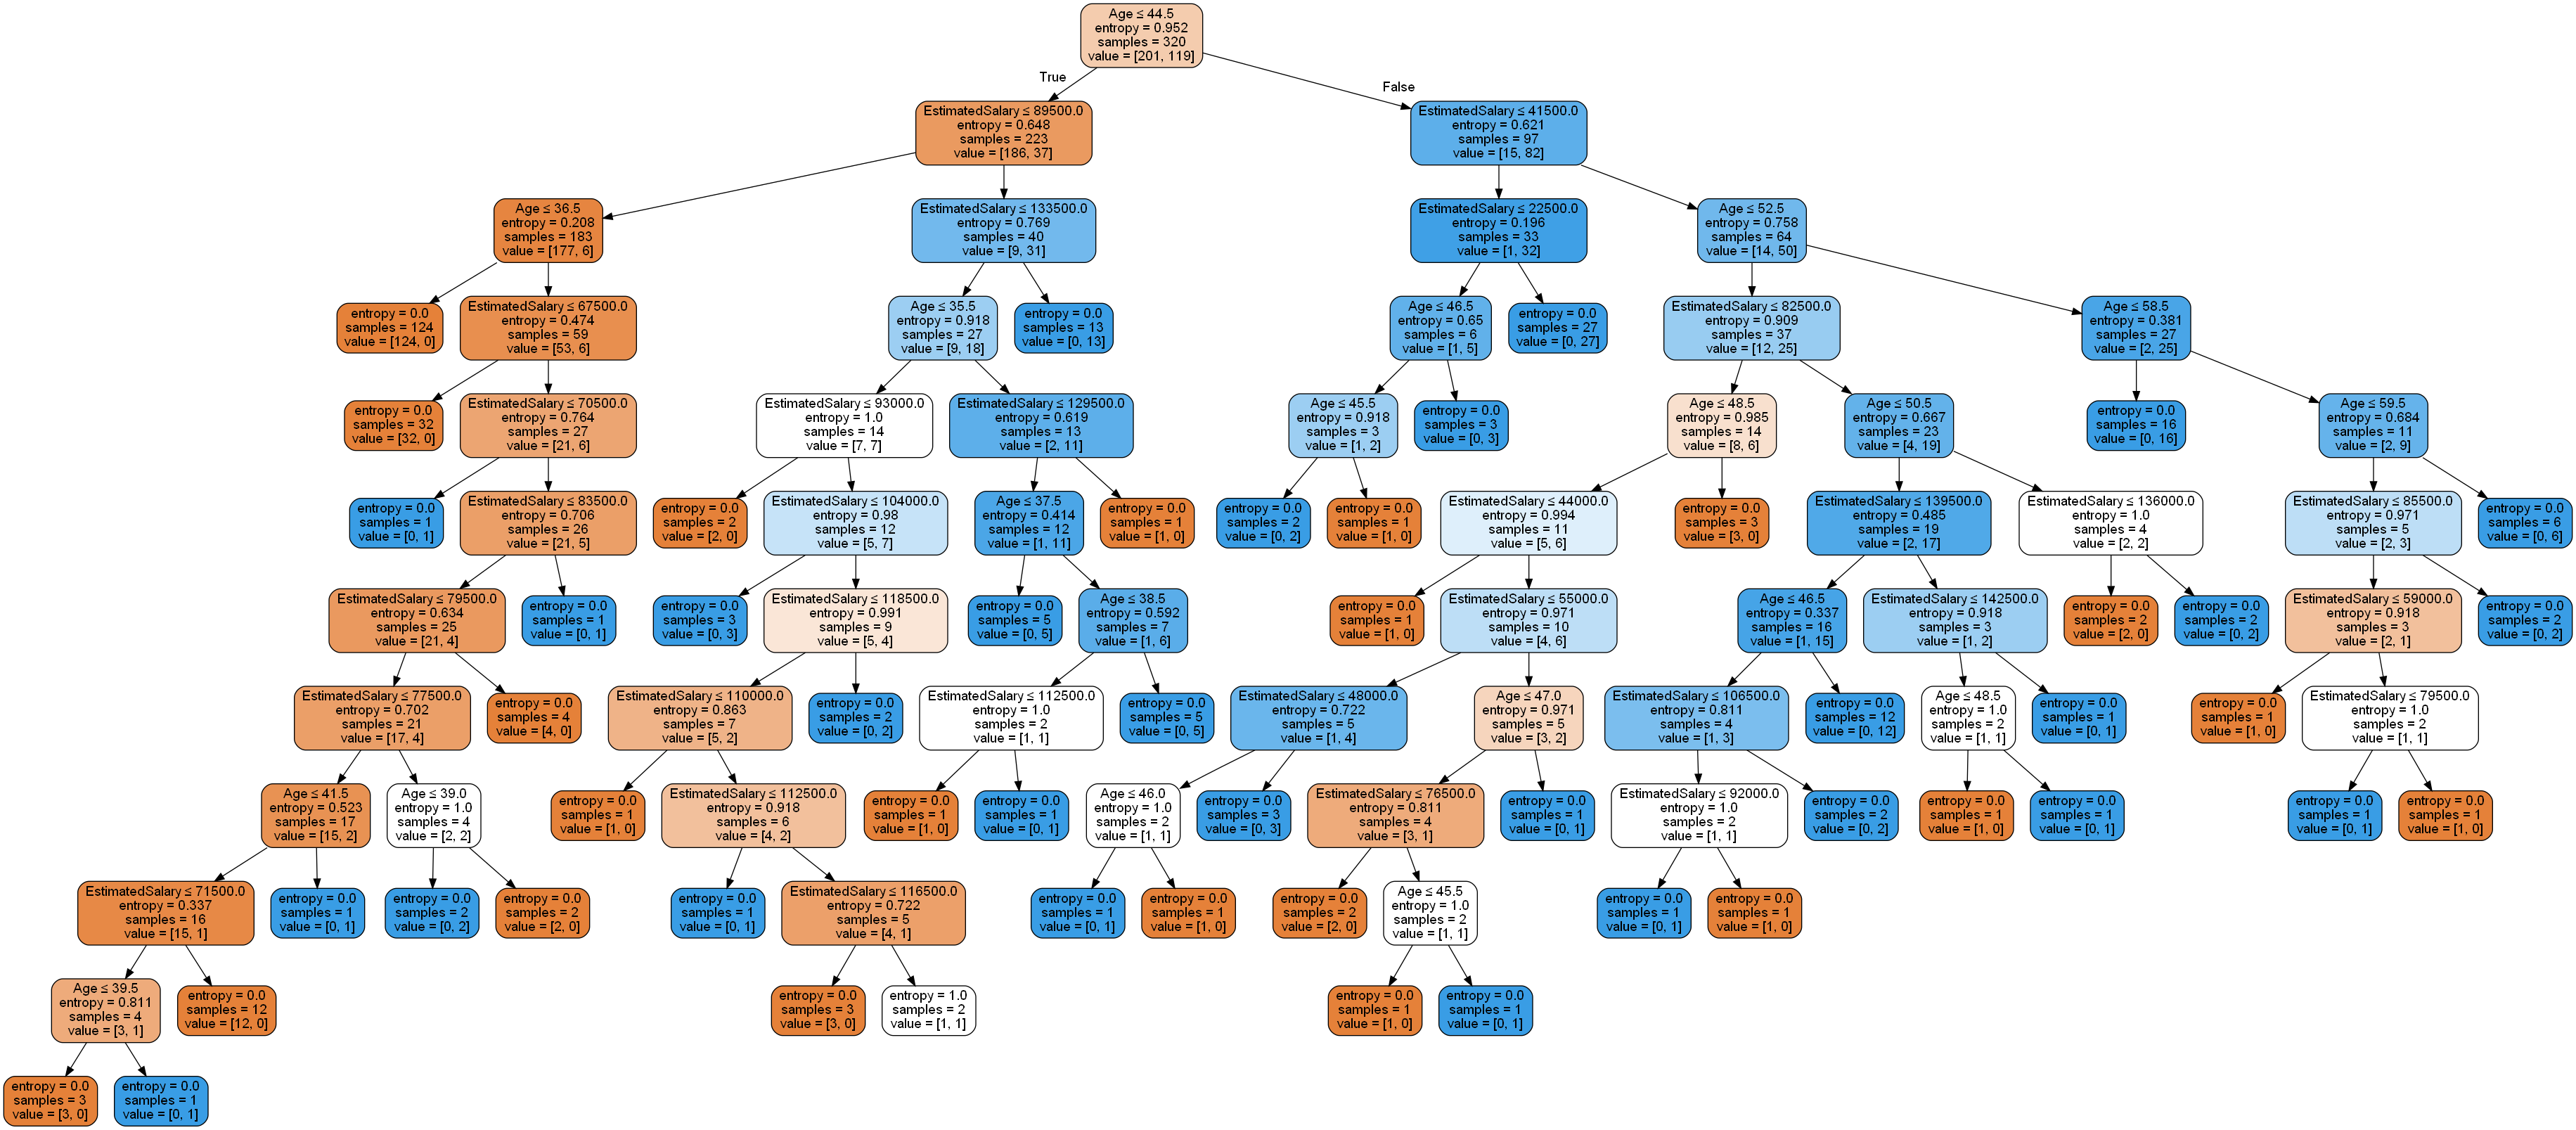 Age ≤ 44.5
entropy = 0.952
samples = 320
value = [201, 119]
True
False
EstimatedSalary ≤ 89500.0
entropy = 0.648
samples = 223
value = [186, 37]
EstimatedSalary ≤ 41500.0
entropy = 0.621
samples = 97
value = [15, 82]
Age ≤ 36.5
entropy = 0.208
samples = 183
value = [177, 6]
EstimatedSalary ≤ 133500.0
entropy = 0.769
samples = 40
value = [9, 31]
EstimatedSalary ≤ 22500.0
entropy = 0.196
samples = 33
value = [1, 32]
Age ≤ 52.5
entropy = 0.758
samples = 64
value = [14, 50]
entropy = 0.0
samples = 124
value = [124, 0]
EstimatedSalary ≤ 67500.0
entropy = 0.474
samples = 59
value = [53, 6]
Age ≤ 35.5
entropy = 0.918
samples = 27
value = [9, 18]
entropy = 0.0
samples = 13
value = [0, 13]
Age ≤ 46.5
entropy = 0.65
samples = 6
value = [1, 5]
entropy = 0.0
samples = 27
value = [0, 27]
EstimatedSalary ≤ 82500.0
entropy = 0.909
samples = 37
value = [12, 25]
Age ≤ 58.5
entropy = 0.381
samples = 27
value = [2, 25]
entropy = 0.0
samples = 32
value = [32, 0]
EstimatedSalary ≤ 70500.0
entropy = 0.764
samples = 27
value = [21, 6]
EstimatedSalary ≤ 93000.0
entropy = 1.0
samples = 14
value = [7, 7]
EstimatedSalary ≤ 129500.0
entropy = 0.619
samples = 13
value = [2, 11]
Age ≤ 45.5
entropy = 0.918
samples = 3
value = [1, 2]
entropy = 0.0
samples = 3
value = [0, 3]
Age ≤ 48.5
entropy = 0.985
samples = 14
value = [8, 6]
Age ≤ 50.5
entropy = 0.667
samples = 23
value = [4, 19]
entropy = 0.0
samples = 16
value = [0, 16]
Age ≤ 59.5
entropy = 0.684
samples = 11
value = [2, 9]
entropy = 0.0
samples = 1
value = [0, 1]
EstimatedSalary ≤ 83500.0
entropy = 0.706
samples = 26
value = [21, 5]
entropy = 0.0
samples = 2
value = [2, 0]
EstimatedSalary ≤ 104000.0
entropy = 0.98
samples = 12
value = [5, 7]
Age ≤ 37.5
entropy = 0.414
samples = 12
value = [1, 11]
entropy = 0.0
samples = 1
value = [1, 0]
entropy = 0.0
samples = 2
value = [0, 2]
entropy = 0.0
samples = 1
value = [1, 0]
EstimatedSalary ≤ 44000.0
entropy = 0.994
samples = 11
value = [5, 6]
entropy = 0.0
samples = 3
value = [3, 0]
EstimatedSalary ≤ 139500.0
entropy = 0.485
samples = 19
value = [2, 17]
EstimatedSalary ≤ 136000.0
entropy = 1.0
samples = 4
value = [2, 2]
EstimatedSalary ≤ 85500.0
entropy = 0.971
samples = 5
value = [2, 3]
entropy = 0.0
samples = 6
value = [0, 6]
EstimatedSalary ≤ 79500.0
entropy = 0.634
samples = 25
value = [21, 4]
entropy = 0.0
samples = 1
value = [0, 1]
entropy = 0.0
samples = 3
value = [0, 3]
EstimatedSalary ≤ 118500.0
entropy = 0.991
samples = 9
value = [5, 4]
entropy = 0.0
samples = 5
value = [0, 5]
Age ≤ 38.5
entropy = 0.592
samples = 7
value = [1, 6]
entropy = 0.0
samples = 1
value = [1, 0]
EstimatedSalary ≤ 55000.0
entropy = 0.971
samples = 10
value = [4, 6]
Age ≤ 46.5
entropy = 0.337
samples = 16
value = [1, 15]
EstimatedSalary ≤ 142500.0
entropy = 0.918
samples = 3
value = [1, 2]
entropy = 0.0
samples = 2
value = [2, 0]
entropy = 0.0
samples = 2
value = [0, 2]
EstimatedSalary ≤ 59000.0
entropy = 0.918
samples = 3
value = [2, 1]
entropy = 0.0
samples = 2
value = [0, 2]
EstimatedSalary ≤ 77500.0
entropy = 0.702
samples = 21
value = [17, 4]
entropy = 0.0
samples = 4
value = [4, 0]
EstimatedSalary ≤ 110000.0
entropy = 0.863
samples = 7
value = [5, 2]
entropy = 0.0
samples = 2
value = [0, 2]
EstimatedSalary ≤ 112500.0
entropy = 1.0
samples = 2
value = [1, 1]
entropy = 0.0
samples = 5
value = [0, 5]
EstimatedSalary ≤ 48000.0
entropy = 0.722
samples = 5
value = [1, 4]
Age ≤ 47.0
entropy = 0.971
samples = 5
value = [3, 2]
EstimatedSalary ≤ 106500.0
entropy = 0.811
samples = 4
value = [1, 3]
entropy = 0.0
samples = 12
value = [0, 12]
Age ≤ 48.5
entropy = 1.0
samples = 2
value = [1, 1]
entropy = 0.0
samples = 1
value = [0, 1]
entropy = 0.0
samples = 1
value = [1, 0]
EstimatedSalary ≤ 79500.0
entropy = 1.0
samples = 2
value = [1, 1]
Age ≤ 41.5
entropy = 0.523
samples = 17
value = [15, 2]
Age ≤ 39.0
entropy = 1.0
samples = 4
value = [2, 2]
entropy = 0.0
samples = 1
value = [1, 0]
EstimatedSalary ≤ 112500.0
entropy = 0.918
samples = 6
value = [4, 2]
entropy = 0.0
samples = 1
value = [1, 0]
entropy = 0.0
samples = 1
value = [0, 1]
Age ≤ 46.0
entropy = 1.0
samples = 2
value = [1, 1]
entropy = 0.0
samples = 3
value = [0, 3]
EstimatedSalary ≤ 76500.0
entropy = 0.811
samples = 4
value = [3, 1]
entropy = 0.0
samples = 1
value = [0, 1]
EstimatedSalary ≤ 92000.0
entropy = 1.0
samples = 2
value = [1, 1]
entropy = 0.0
samples = 2
value = [0, 2]
entropy = 0.0
samples = 1
value = [1, 0]
entropy = 0.0
samples = 1
value = [0, 1]
entropy = 0.0
samples = 1
value = [0, 1]
entropy = 0.0
samples = 1
value = [1, 0]
EstimatedSalary ≤ 71500.0
entropy = 0.337
samples = 16
value = [15, 1]
entropy = 0.0
samples = 1
value = [0, 1]
entropy = 0.0
samples = 2
value = [0, 2]
entropy = 0.0
samples = 2
value = [2, 0]
entropy = 0.0
samples = 1
value = [0, 1]
EstimatedSalary ≤ 116500.0
entropy = 0.722
samples = 5
value = [4, 1]
entropy = 0.0
samples = 1
value = [0, 1]
entropy = 0.0
samples = 1
value = [1, 0]
entropy = 0.0
samples = 2
value = [2, 0]
Age ≤ 45.5
entropy = 1.0
samples = 2
value = [1, 1]
entropy = 0.0
samples = 1
value = [0, 1]
entropy = 0.0
samples = 1
value = [1, 0]
Age ≤ 39.5
entropy = 0.811
samples = 4
value = [3, 1]
entropy = 0.0
samples = 12
value = [12, 0]
entropy = 0.0
samples = 3
value = [3, 0]
entropy = 1.0
samples = 2
value = [1, 1]
entropy = 0.0
samples = 1
value = [1, 0]
entropy = 0.0
samples = 1
value = [0, 1]
entropy = 0.0
samples = 3
value = [3, 0]
entropy = 0.0
samples = 1
value = [0, 1]